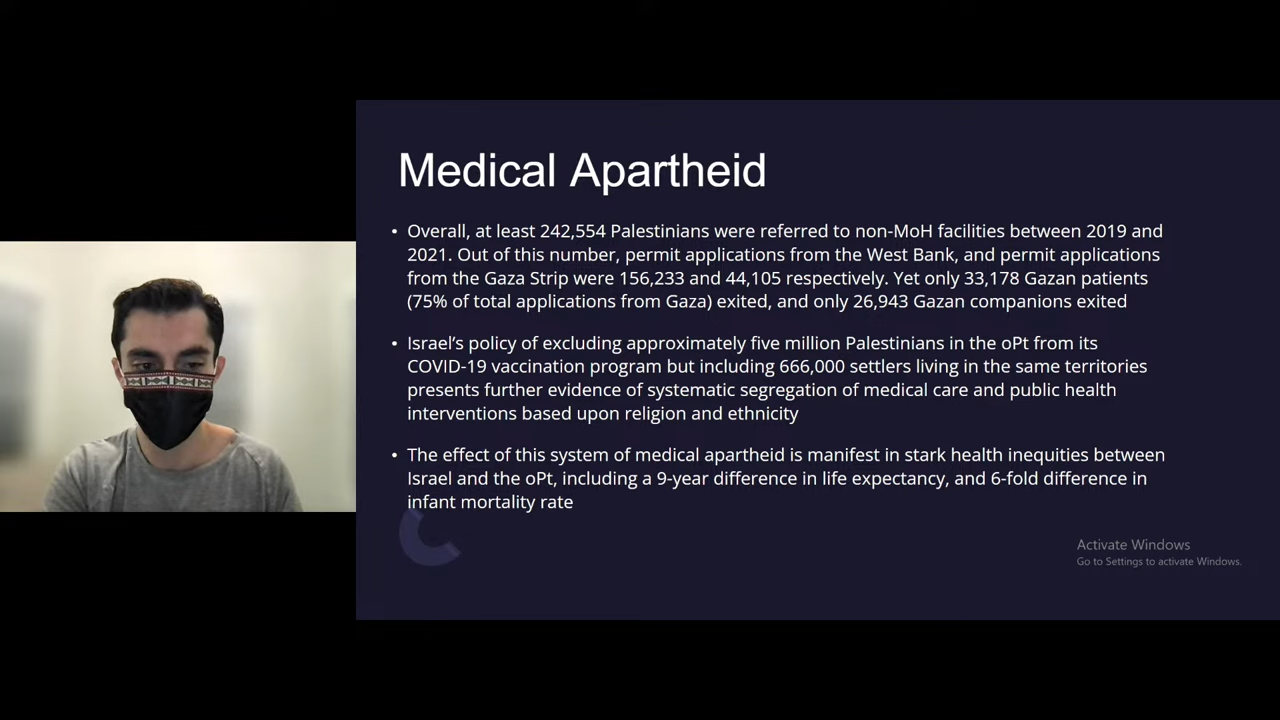 Medical Apartheid
• Overall, at least 242,554 Palestinians were referred to non-MoH facilities between 2019 and
2021. Out of this number, permit applications from the West Bank, and permit applications
from the Gaza Strip were 156,233 and 44,105 respectively. Yet only 33,178 Gazan patients
(75% of total applications from Gaza) exited, and only 26,943 Gazan companions exited
• Israel’s policy of excluding approximately five million Palestinians in the oPt from its
COVID-19 vaccination program but including 666,000 settlers living in the same territories
presents further evidence of systematic segregation of medical care and public health
interventions based upon religion and ethnicity
• The effect of this system of medical apartheid is manifest in stark health inequities between
Israel and the oPt, including a 9-year difference in life expectancy, and 6-fold difference in
infant mortality rate
Activate Windows
Go to Settings to activate Windows.